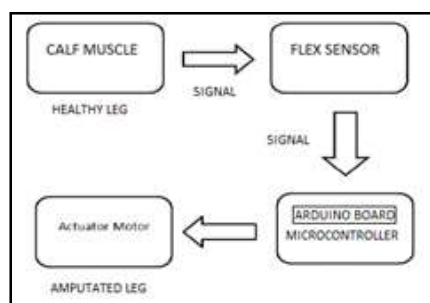 CALF MUSCLE
FLEX SENSOR
SIGNAL
HEALTHY LEG
SIGNAL
ARDUINO BOARD
MICROCONTROLLER
Actuator Motor
AMPUTATED LEG